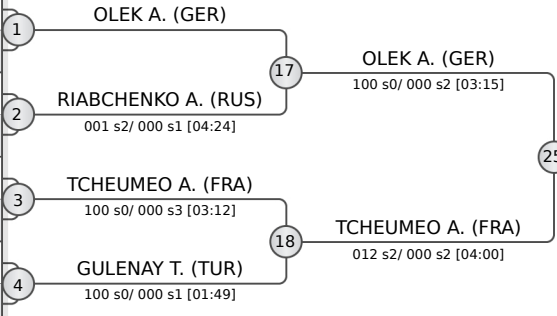 OLEK A. (GER)
1
17
OLEK A. (GER)
100 s0/ 000 s2 [03:15]
RIABCHENKO A. (RUS)
2
001 s2/ 000 s1 [04:24]
25
TCHEUMEO A. (FRA)
3
100 s0/ 000 s3 [03:12]
18
TCHEUMEO A. (FRA)
012 s2/ 000 s2 [04:00]
GULENAY T. (TUR)
4
100 s0/ 000 s1 [01:49]